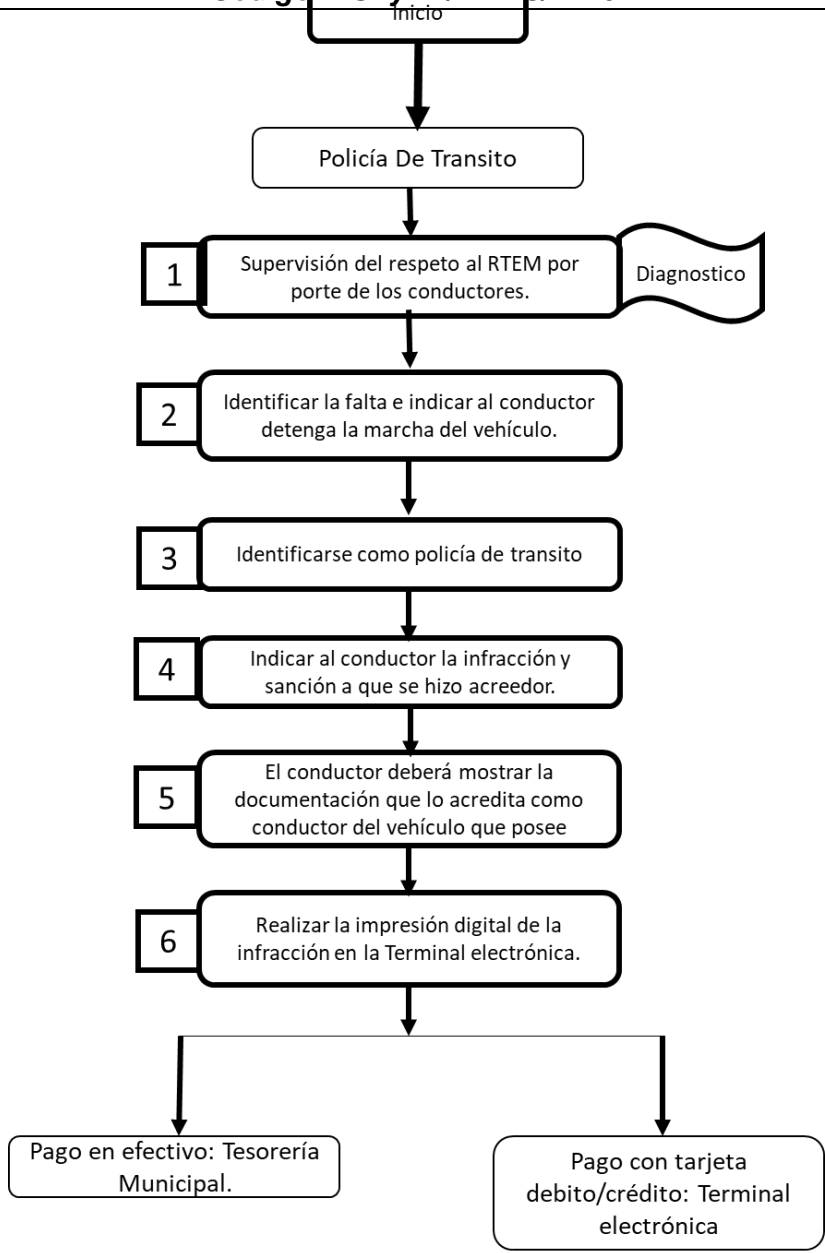 Inicio
Policía De Transito
1
Supervisión del respeto al RTEM por
porte de los conductores.
Diagnostico
2
Identificar la falta e indicar al conductor
detenga la marcha del vehículo.
3
Identificarse como policía de transito
4
Indicar al conductor la infracción y
sanción a que se hizo acreedor.
5
El conductor deberá mostrar la
documentación que lo acredita como
conductor del vehículo que posee
6
Realizar la impresión digital de la
infracción en la Terminal electrónica.
Pago en efectivo: Tesorería
Municipal.
Pago con tarjeta
debito/crédito: Terminal
electrónica